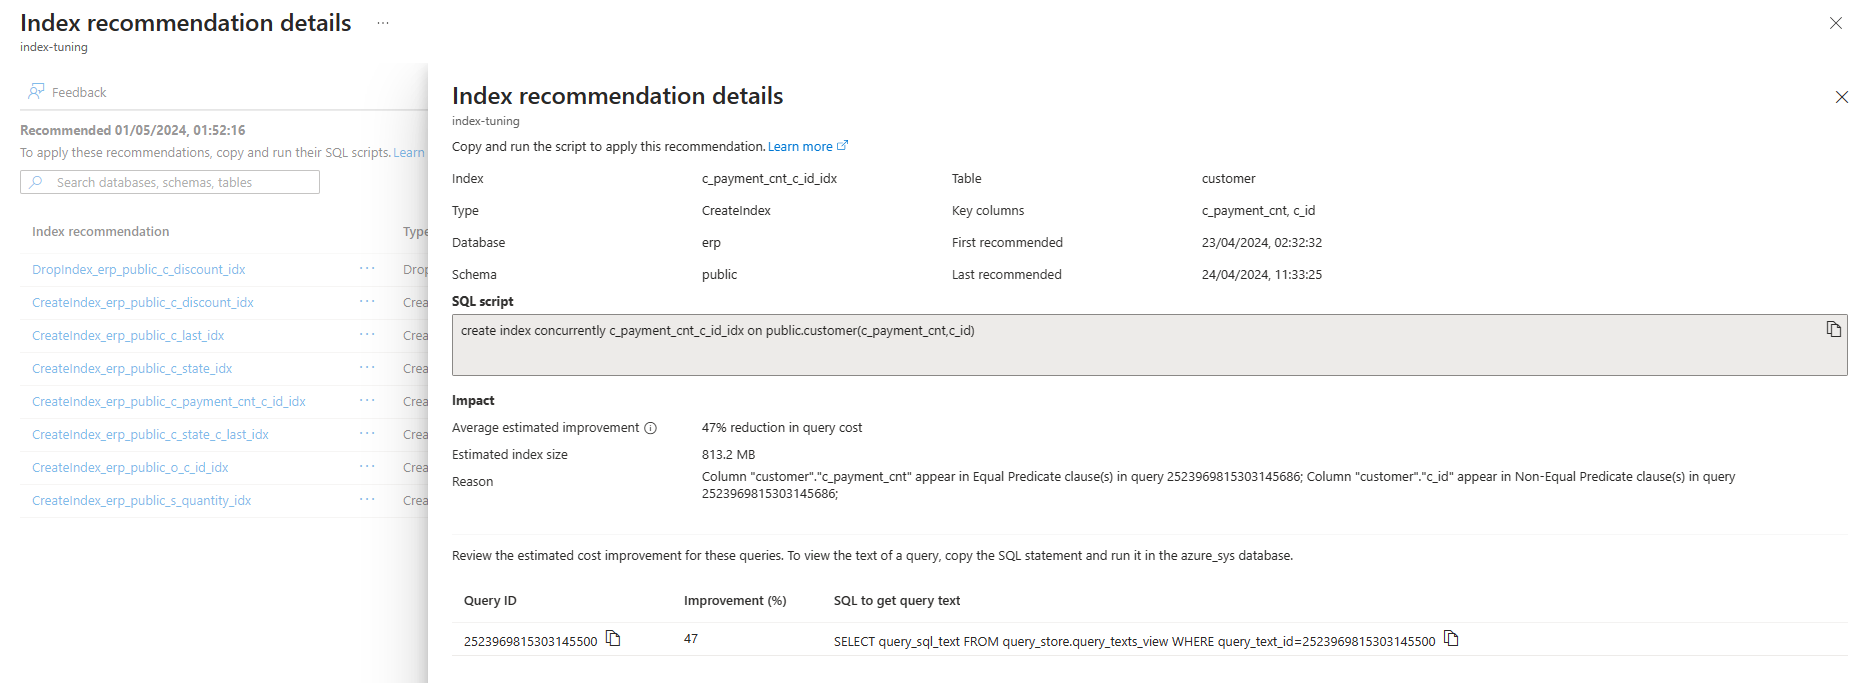 Index recommendation details ...
index-tuning
Feedback
Recommended 01/05/2024, 01:52:16
To apply these recommendations, copy and run their SQL scripts. Learn
Search databases, schemas, tables
Index recommendation Type
DropIndex_erp_public_c_discount_idx ... Drop
CreateIndex_erp_public_c_discount_idx ... Crea
CreateIndex_erp_public_c_last_idx ... Crea
CreateIndex_erp_public_c_state_idx ... Crea
CreateIndex_erp_public_c_payment_cnt_c_id_idx ... Crea
CreateIndex_erp_public_c_state_c_last_idx ... Crea
CreateIndex_erp_public_o_c_id_idx ... Crea
CreateIndex_erp_public_s_quantity_idx ... Crea
Index recommendation details
index-tuning
Copy and run the script to apply this recommendation. Learn more
Index c_payment_cnt_c_id_idx Table customer
Type CreateIndex Key columns c_payment_cnt, c_id
Database erp First recommended 23/04/2024, 02:32:32
Schema public Last recommended 24/04/2024, 11:33:25
SQL script
create index concurrently c_payment_cnt_c_id_idx on public.customer(c_payment_cnt,c_id)
Impact
Average estimated improvement 47% reduction in query cost
Estimated index size 813.2 MB
Reason Column "customer"."c_payment_cnt" appear in Equal Predicate clause(s) in query 2523969815303145686; Column "customer"."c_id" appear in Non-Equal Predicate clause(s) in query
2523969815303145686;
Review the estimated cost improvement for these queries. To view the text of a query, copy the SQL statement and run it in the azure_sys database.
Query ID Improvement (%) SQL to get query text
2523969815303145500 47 SELECT query_sql_text FROM query_store.query_texts_view WHERE query_text_id=2523969815303145500